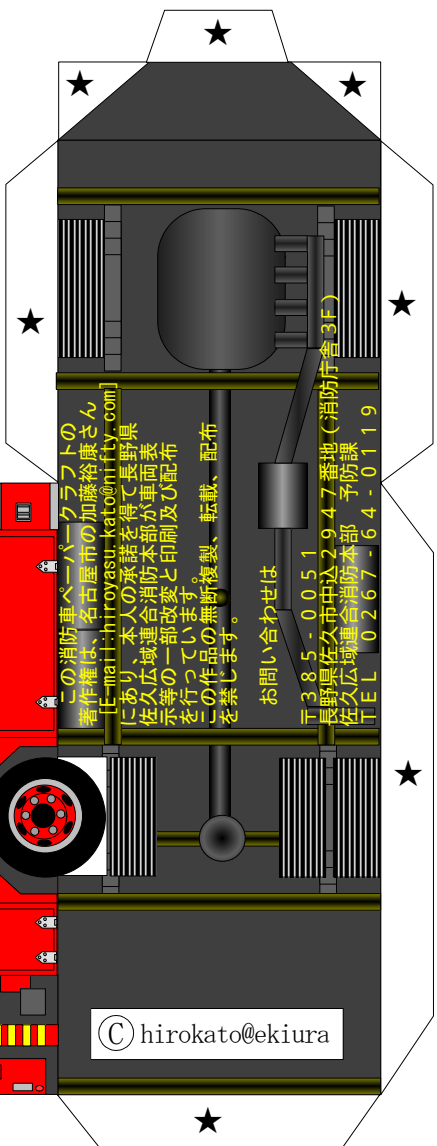 この消防車ペーパークラフトの
著作権は、名古屋市の加藤裕康さん
[E-mail:hiroyasu.kato@nifty.com]
にあり、本人の承諾を得て長野県
佐久広域連合消防本部が車両表
示等の一部改変と印刷及び配布
を行っています。
この作品の無断複製、転載、配布
を禁じます。
お問い合わせは
〒385-0051
長野県佐久市中込2947番地(消防庁舎3F)
佐久広域連合消防本部 予防課
TEL 0267-64-0119
Ⓒ hirokato@ekiura